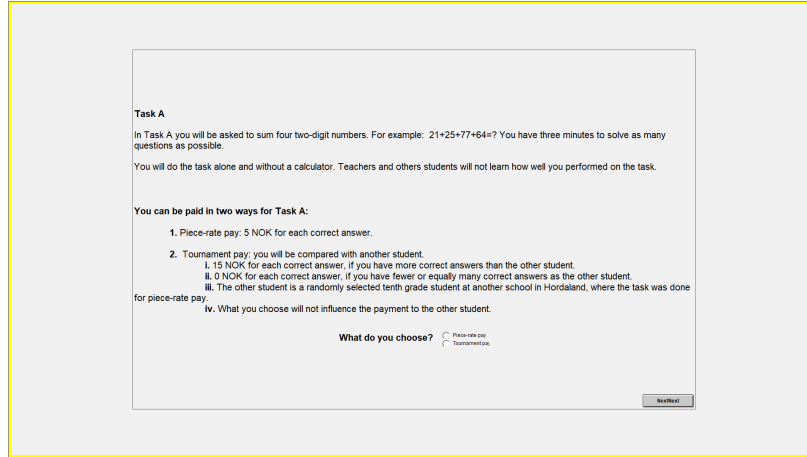 Task A
In Task A you will be asked to sum four two-digit numbers. For example: 21+25+77+64=? You have three minutes to solve as many
questions as possible.
You will do the task alone and without a calculator. Teachers and others students will not learn how well you performed on the task.
You can be paid in two ways for Task A:
1. Piece-rate pay: 5 NOK for each correct answer.
2. Tournament pay: you will be compared with another student.
i. 15 NOK for each correct answer, if you have more correct answers than the other student.
ii. 0 NOK for each correct answer, if you have fewer or equally many correct answers as the other student.
iii. The other student is a randomly selected tenth grade student at another school in Hordaland, where the task was done
for piece-rate pay.
iv. What you choose will not influence the payment to the other student.
What do you choose? Piece-rate pay
Tournament pay
NextNext